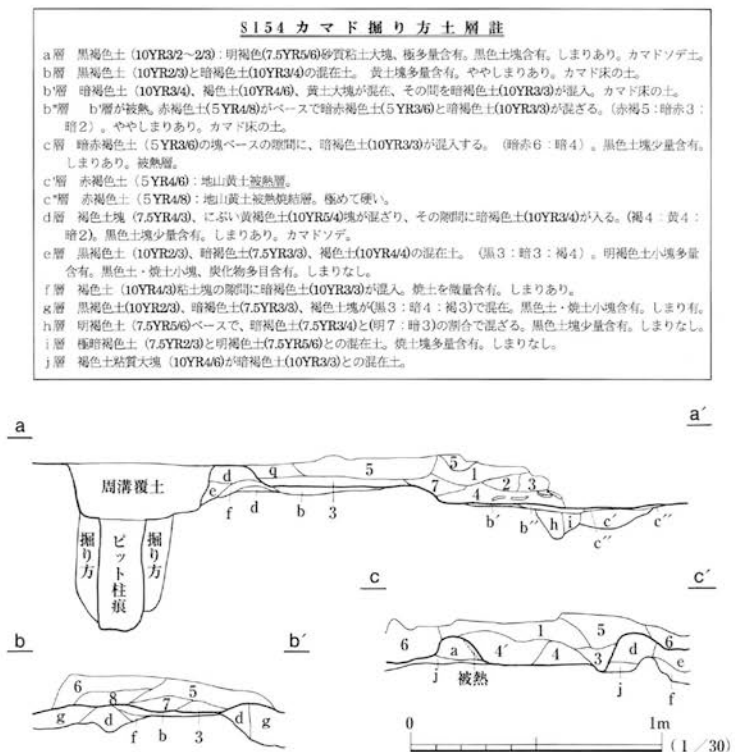 SI54 カマド掘り方土層註
a層 黒褐色土（10YR3/2～2/3）：明褐色(7.5YR5/6)砂質粘土大塊、極多量含有。黒色土塊含有。しまりあり。カマドソデ土。
b層 黒褐色土（10YR2/3）と暗褐色土(10YR3/4)の混在土。黄土塊多量含有。ややしまりあり。カマド床の土。
b'層 暗褐色土（10YR3/4)、褐色土(10YR4/6)、黄土大塊が混在、その間を暗褐色土(10YR3/3)が混入。カマド床の土。
b"層 b'層が被熱。赤褐色土（5YR4/8)がベースで暗赤褐色土（5YR3/6)と暗褐色土(10YR3/3)が混ざる。（赤褐5：暗赤3：
暗2）。ややしまりあり。カマド床の土。
c層 暗赤褐色土（5YR3/6)の塊ベースの隙間に、暗褐色土(10YR3/3)が混入する。（暗赤6：暗4）。黒色土塊少量含有。
しまりあり。被熱層。
c'層 赤褐色土（5YR4/6)：地山黄土被熱層。
c"層 赤褐色土（5YR4/8)：地山黄土被熱焼結層。極めて硬い。
d層 褐色土塊（7.5YR4/3)、にぶい黄褐色土(10YR5/4)塊が混ざり、その隙間に暗褐色土(10YR3/4)が入る。(褐4：黄4：
暗2)。黒色土塊少量含有。しまりあり。カマドソデ。
e層 黒褐色土（10YR2/3)、暗褐色土(7.5YR3/3)、褐色土(10YR4/4)の混在土。（黒3：暗3：褐4）。明褐色土小塊多量
含有。黒色土・焼土小塊、炭化物多目含有。しまりなし。
f層 褐色土（10YR4/3)粘土塊の隙間に暗褐色土(10YR3/3)が混入。焼土を微量含有。しまりあり。
g層 黒褐土(10YR2/3)、暗褐色土(7.5YR3/3)、褐色土塊が(黒3：暗4：褐3)で混在。黒色土・焼土小塊含有。しまり有。
h層 明褐色土（7.5YR5/6)ベースで、暗褐色土(7.5YR3/4)と(明7：暗3)の割合で混ざる。黒色土塊少量含有。しまりなし。
i層 極暗褐色土（7.5YR2/3)と明褐色土(7.5YR5/6)との混在土。焼土塊多量含有。しまりなし。
j層 褐色土粘質大塊（10YR4/6)が暗褐色土(10YR3/3)との混在土。
a a′
周溝覆土
掘り方 ピット柱痕 掘り方
d q 5 5 1
e 7 4 2 3
f d b 3 b′ b″ h i c′ c″ c″
c c′
6 1 5 6
a 4′ 4 3 d e
j 被熱 j f
b b′
6 8 7 5
g d d g
f b 3
0 1m
（1／30）